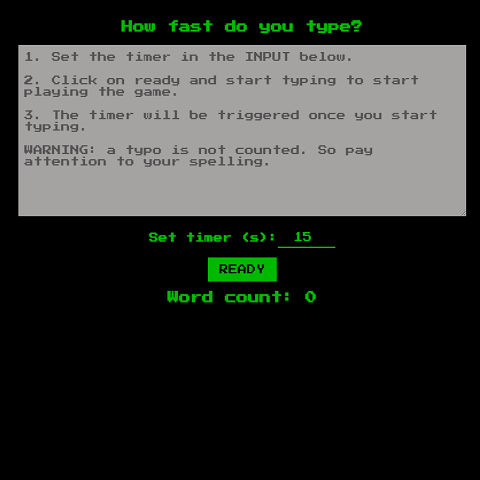 How fast do you type?
1. Set the timer in the INPUT below.
2. Click on ready and start typing to start
playing the game.
3. The timer will be triggered once you start
typing.
WARNING: a typo is not counted. So pay
attention to your spelling.
Set timer (s): 15
READY
Word count: 0